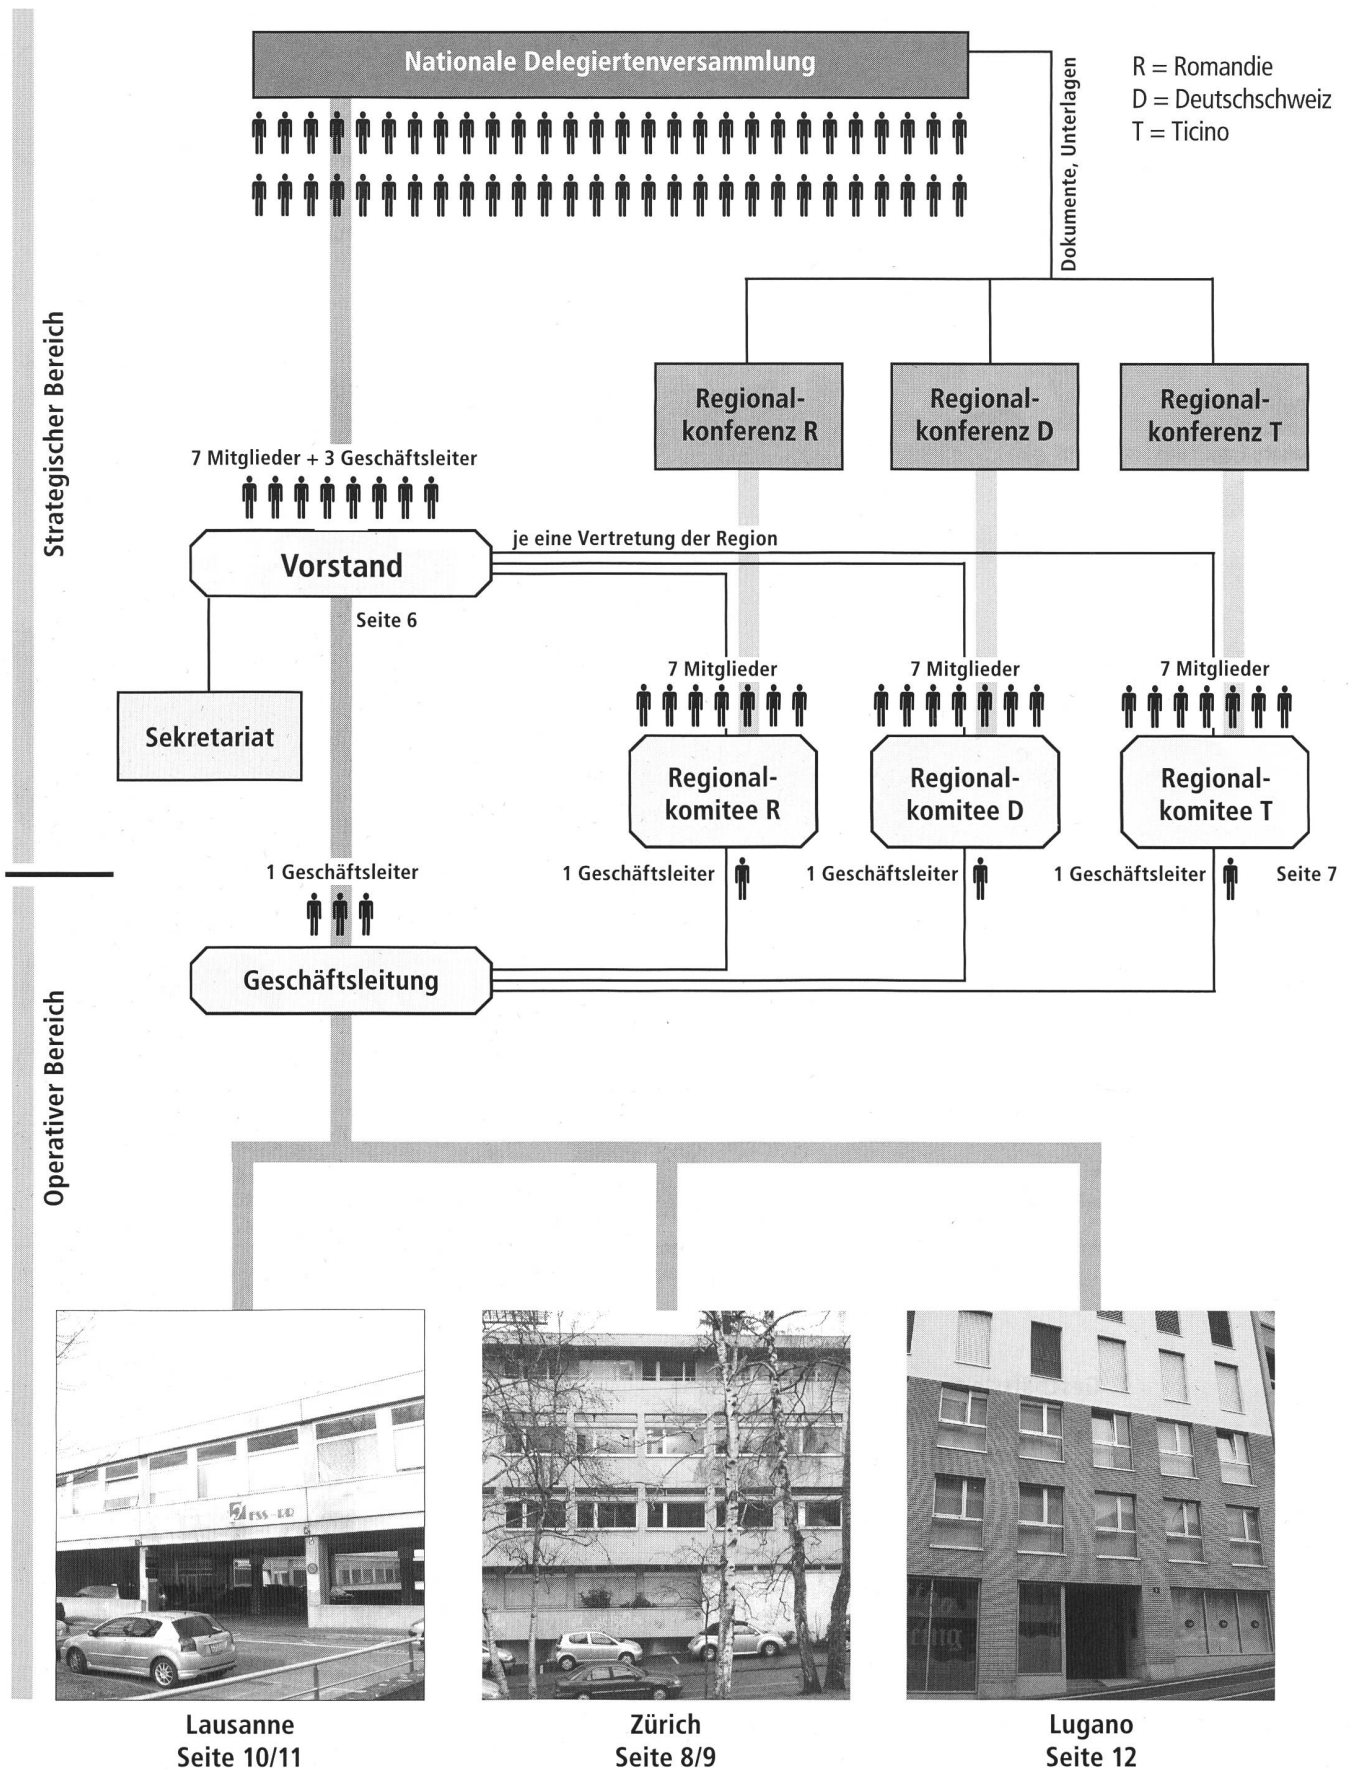 Nationale Delegiertenversammlung
Dokumente, Unterlagen
R = Romandie
D = Deutschschweiz
T = Ticino
Strategischer Bereich
Regional-
konferenz R
Regional-
konferenz D
Regional-
konferenz T
7 Mitglieder + 3 Geschäftsleiter
Vorstand
je eine Vertretung der Region
Seite 6
Sekretariat
7 Mitglieder
7 Mitglieder
7 Mitglieder
Regional-
komitee R
Regional-
komitee D
Regional-
komitee T
1 Geschäftsleiter
1 Geschäftsleiter
1 Geschäftsleiter
1 Geschäftsleiter
Seite 7
Geschäftsleitung
Operativer Bereich
Lausanne
Seite 10/11
Zürich
Seite 8/9
Lugano
Seite 12